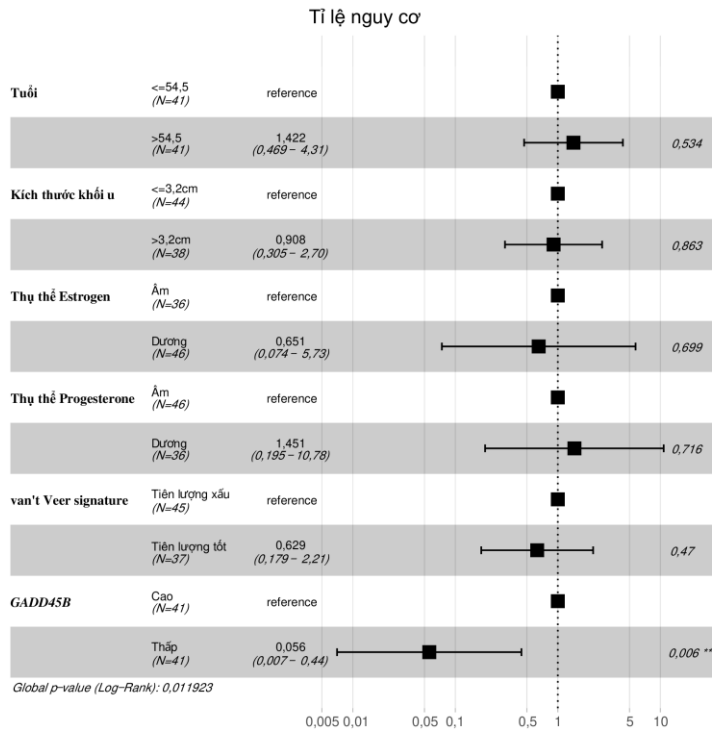 Tỉ lệ nguy cơ
Tuổi <=54,5 reference
(N=41)
>54,5 1,422 0,534
(N=41) (0,469 – 4,31)
Kích thước khối u <=3,2cm reference
(N=44)
>3,2cm 0,908 0,863
(N=38) (0,305 – 2,70)
Thụ thể Estrogen Âm reference
(N=36)
Dương 0,651 0,699
(N=46) (0,074 – 5,73)
Thụ thể Progesterone Âm reference
(N=46)
Dương 1,451 0,716
(N=36) (0,195 – 10,78)
van't Veer signature Tiên lượng xấu reference
(N=45)
Tiên lượng tốt 0,629 0,47
(N=37) (0,179 – 2,21)
GADD45B Cao reference
(N=41)
Thấp 0,056 0,006 **
(N=41) (0,007 – 0,44)
Global p-value (Log-Rank): 0,011923
0,005 0,01 0,05 0,1 0,5 1 5 10